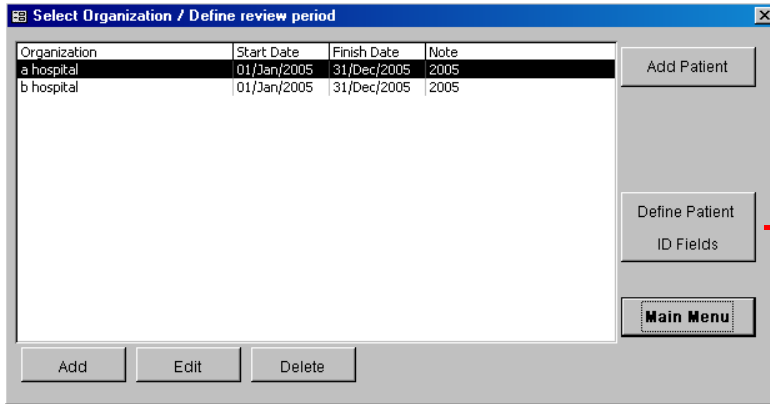 Select Organization / Define review period
Organization Start Date Finish Date Note
a hospital 01/Jan/2005 31/Dec/2005 2005
b hospital 01/Jan/2005 31/Dec/2005 2005
Add Patient
Define Patient
ID Fields
Main Menu
Add Edit Delete